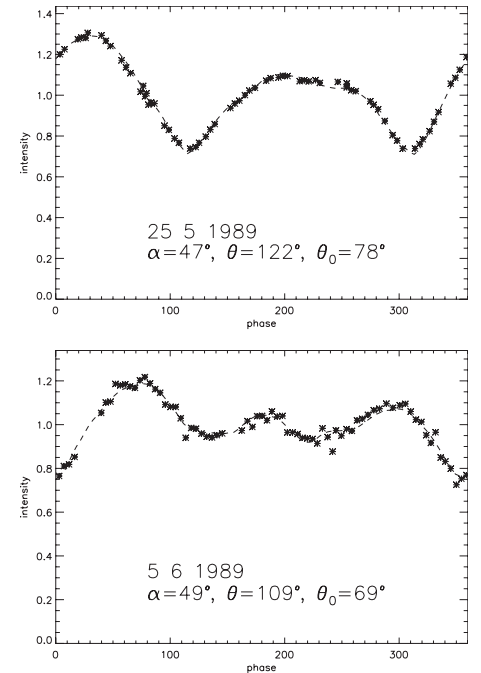 1.4
1.2
1.0
0.8
0.6
0.4
0.2
0.0
intensity
25 5 1989
α=47°, θ=122°, θ₀=78°
0 100 200 300
phase
1.2
1.0
0.8
0.6
0.4
0.2
0.0
intensity
5 6 1989
α=49°, θ=109°, θ₀=69°
0 100 200 300
phase